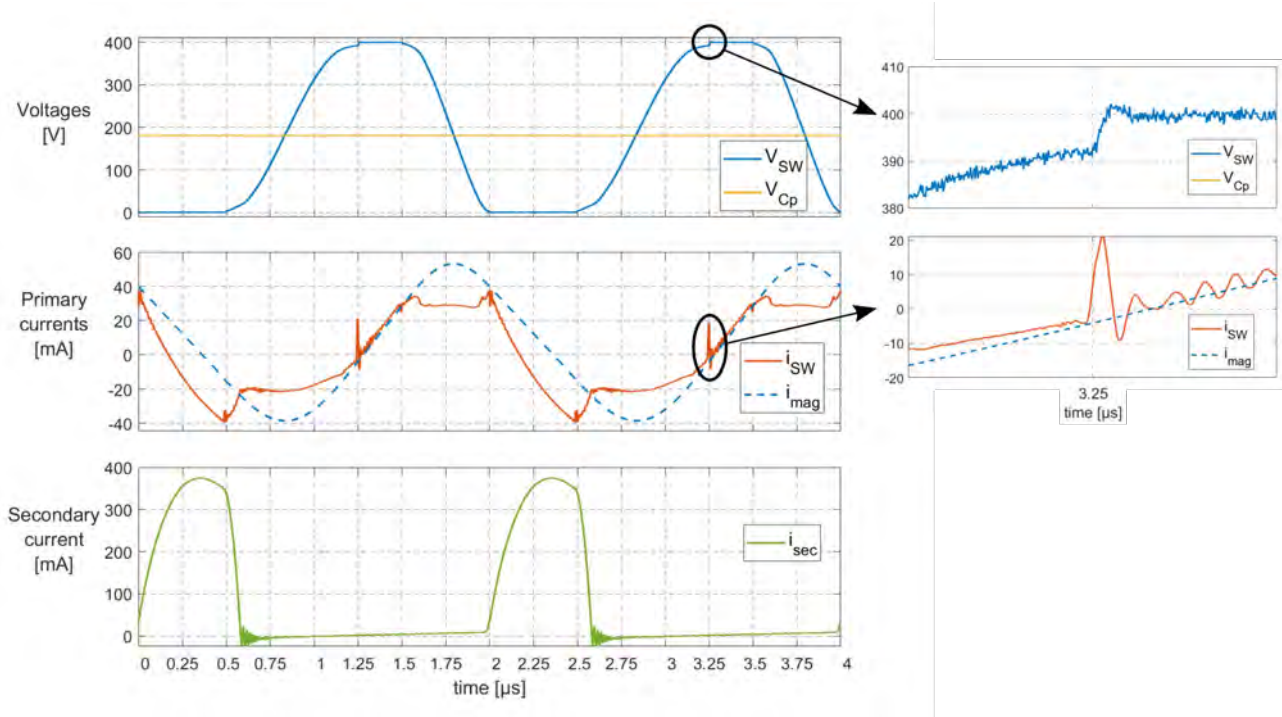 400
300
200
100
0
Voltages
[V]
V_SW
V_Cp
410
400
390
380
V_SW
V_Cp
60
40
20
0
-20
-40
Primary
currents
[mA]
i_SW
i_mag
20
10
0
-10
-20
i_SW
i_mag
3.25
time [µs]
400
300
400
300
0
Secondary
current
[mA]
i_sec
0 0.25 0.5 0.75 1 1.25 1.5 1.75 2 2.25 2.5 2.75 3 3.25 3.5 3.75 4
time [µs]